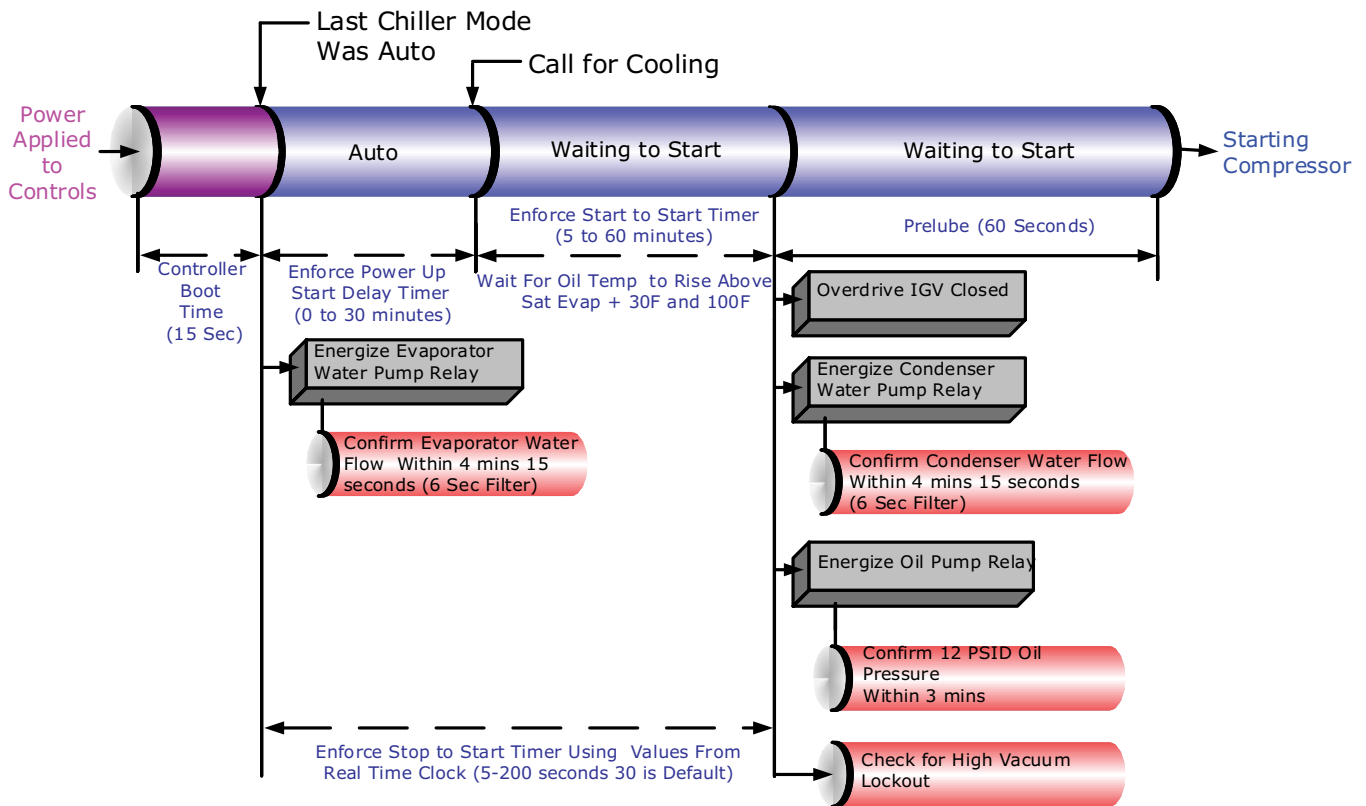 Last Chiller Mode
Was Auto
Call for Cooling
Power
Applied
to
Controls
Auto
Waiting to Start
Waiting to Start
Starting
Compressor
Enforce Start to Start Timer
(5 to 60 minutes)
Prelube (60 Seconds)
Controller
Boot
Time
(15 Sec)
Enforce Power Up
Start Delay Timer
(0 to 30 minutes)
Wait For Oil Temp to Rise Above
Sat Evap + 30F and 100F
Overdrive IGV Closed
Energize Evaporator
Water Pump Relay
Energize Condenser
Water Pump Relay
Confirm Evaporator Water
Flow Within 4 mins 15
seconds (6 Sec Filter)
Confirm Condenser Water Flow
Within 4 mins 15 seconds
(6 Sec Filter)
Energize Oil Pump Relay
Confirm 12 PSID Oil
Pressure
Within 3 mins
Enforce Stop to Start Timer Using Values From
Real Time Clock (5-200 seconds 30 is Default)
Check for High Vacuum
Lockout